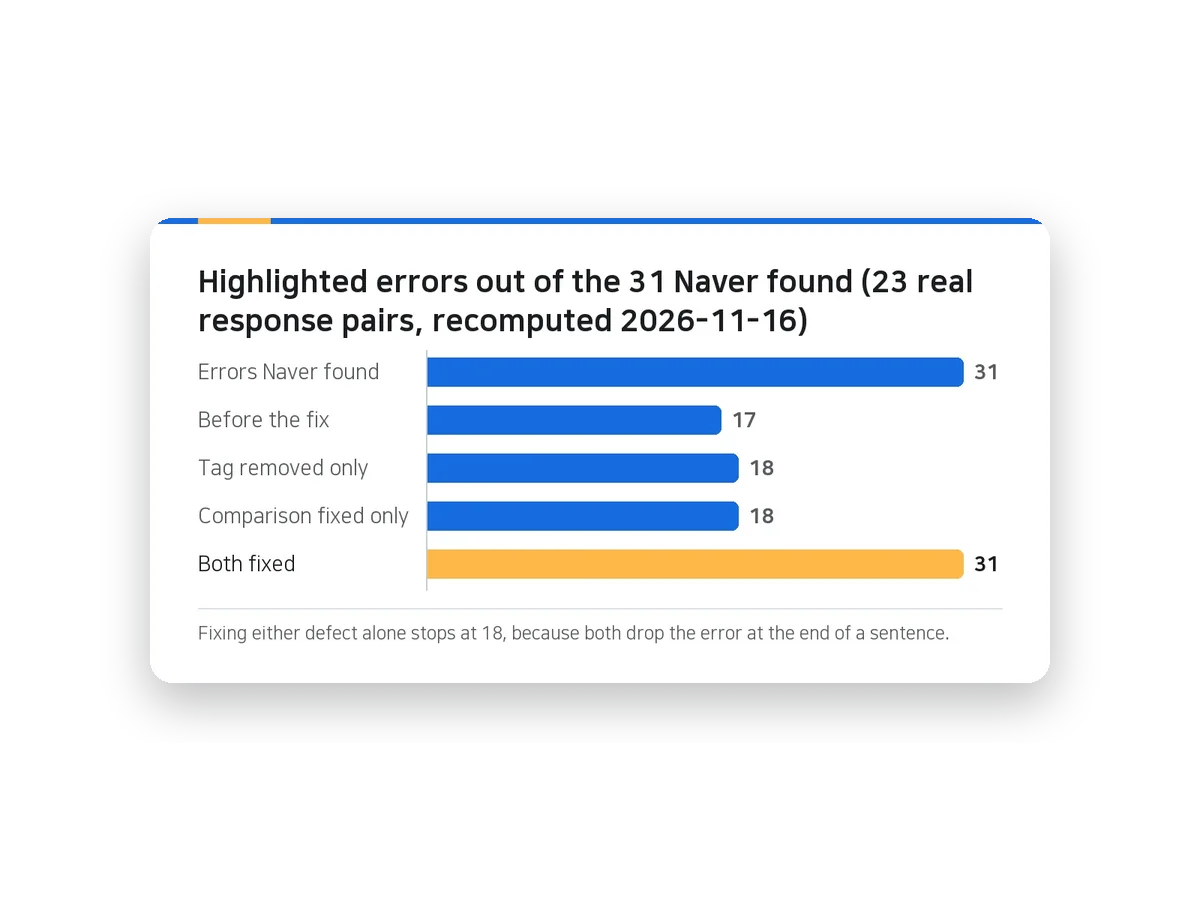 Highlighted errors out of the 31 Naver found (23 real
response pairs, recomputed 2026-11-16)
Errors Naver found 31
Before the fix 17
Tag removed only 18
Comparison fixed only 18
Both fixed 31
Fixing either defect alone stops at 18, because both drop the error at the end of a sentence.